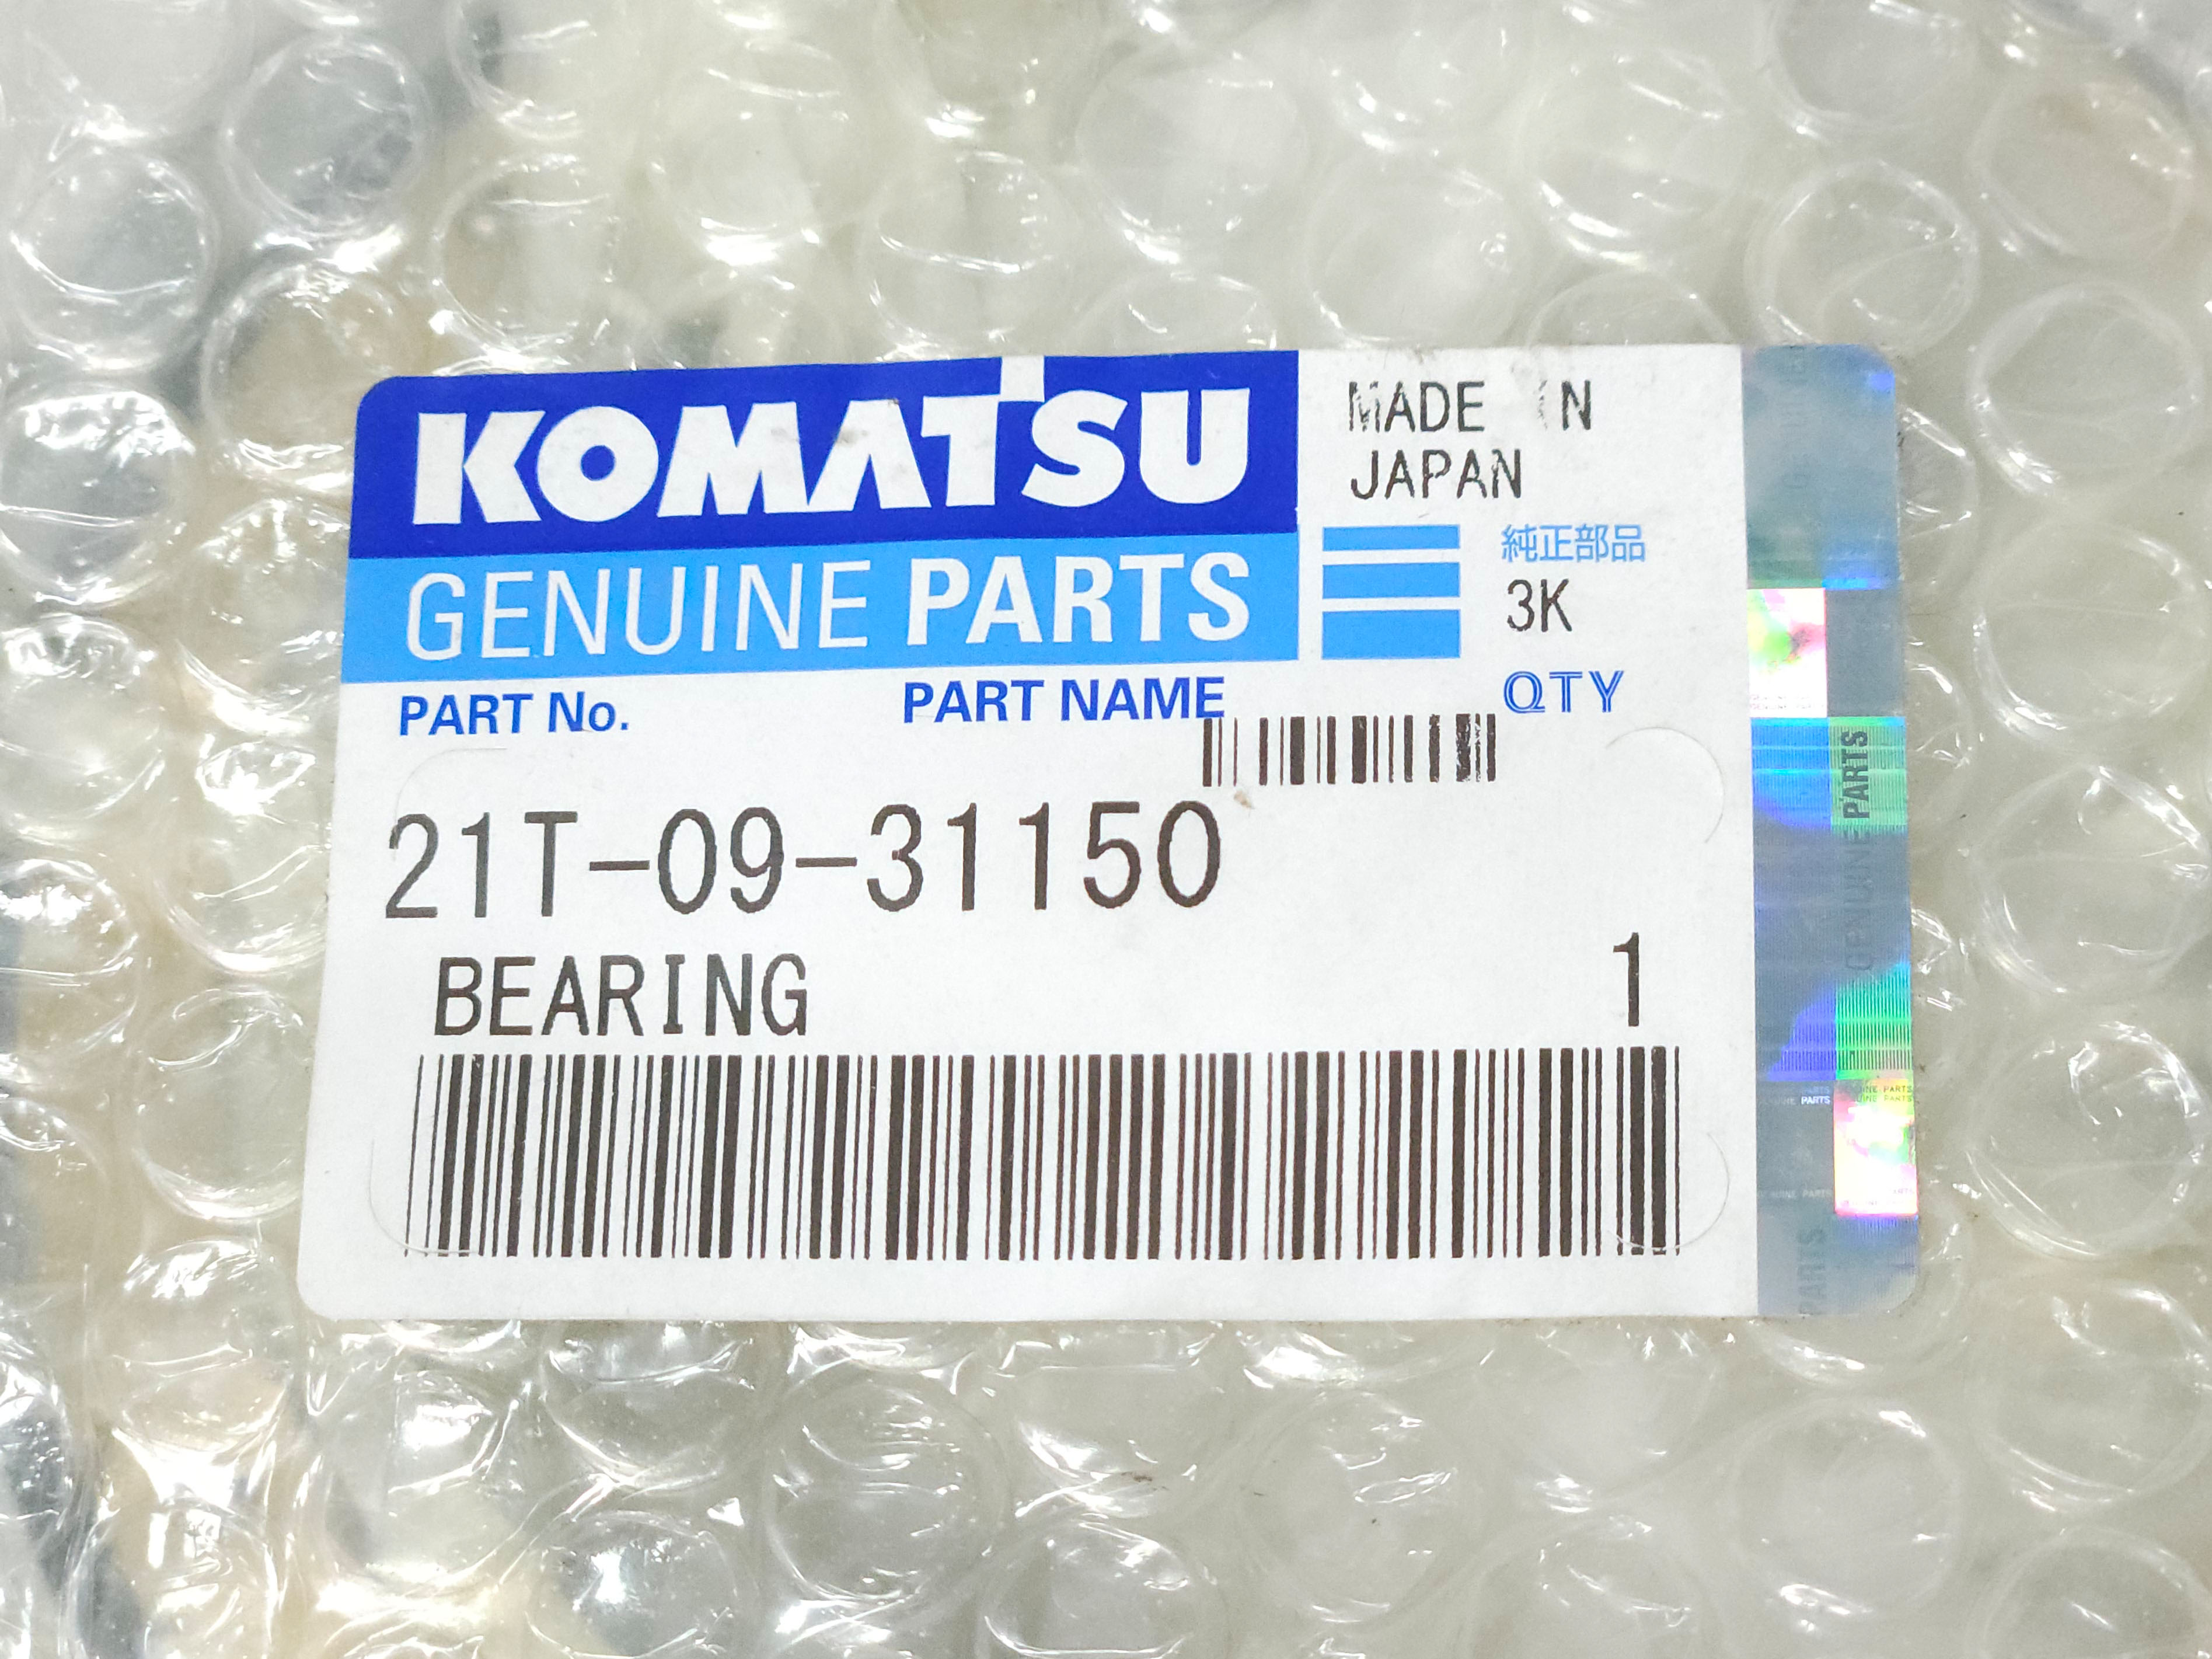 KOMATSU
GENUINE PARTS
MADE IN
JAPAN
純正部品
3K
PART No.
PART NAME
QTY
21T-09-31150
BEARING
1
GENUINE PARTS
PARTS